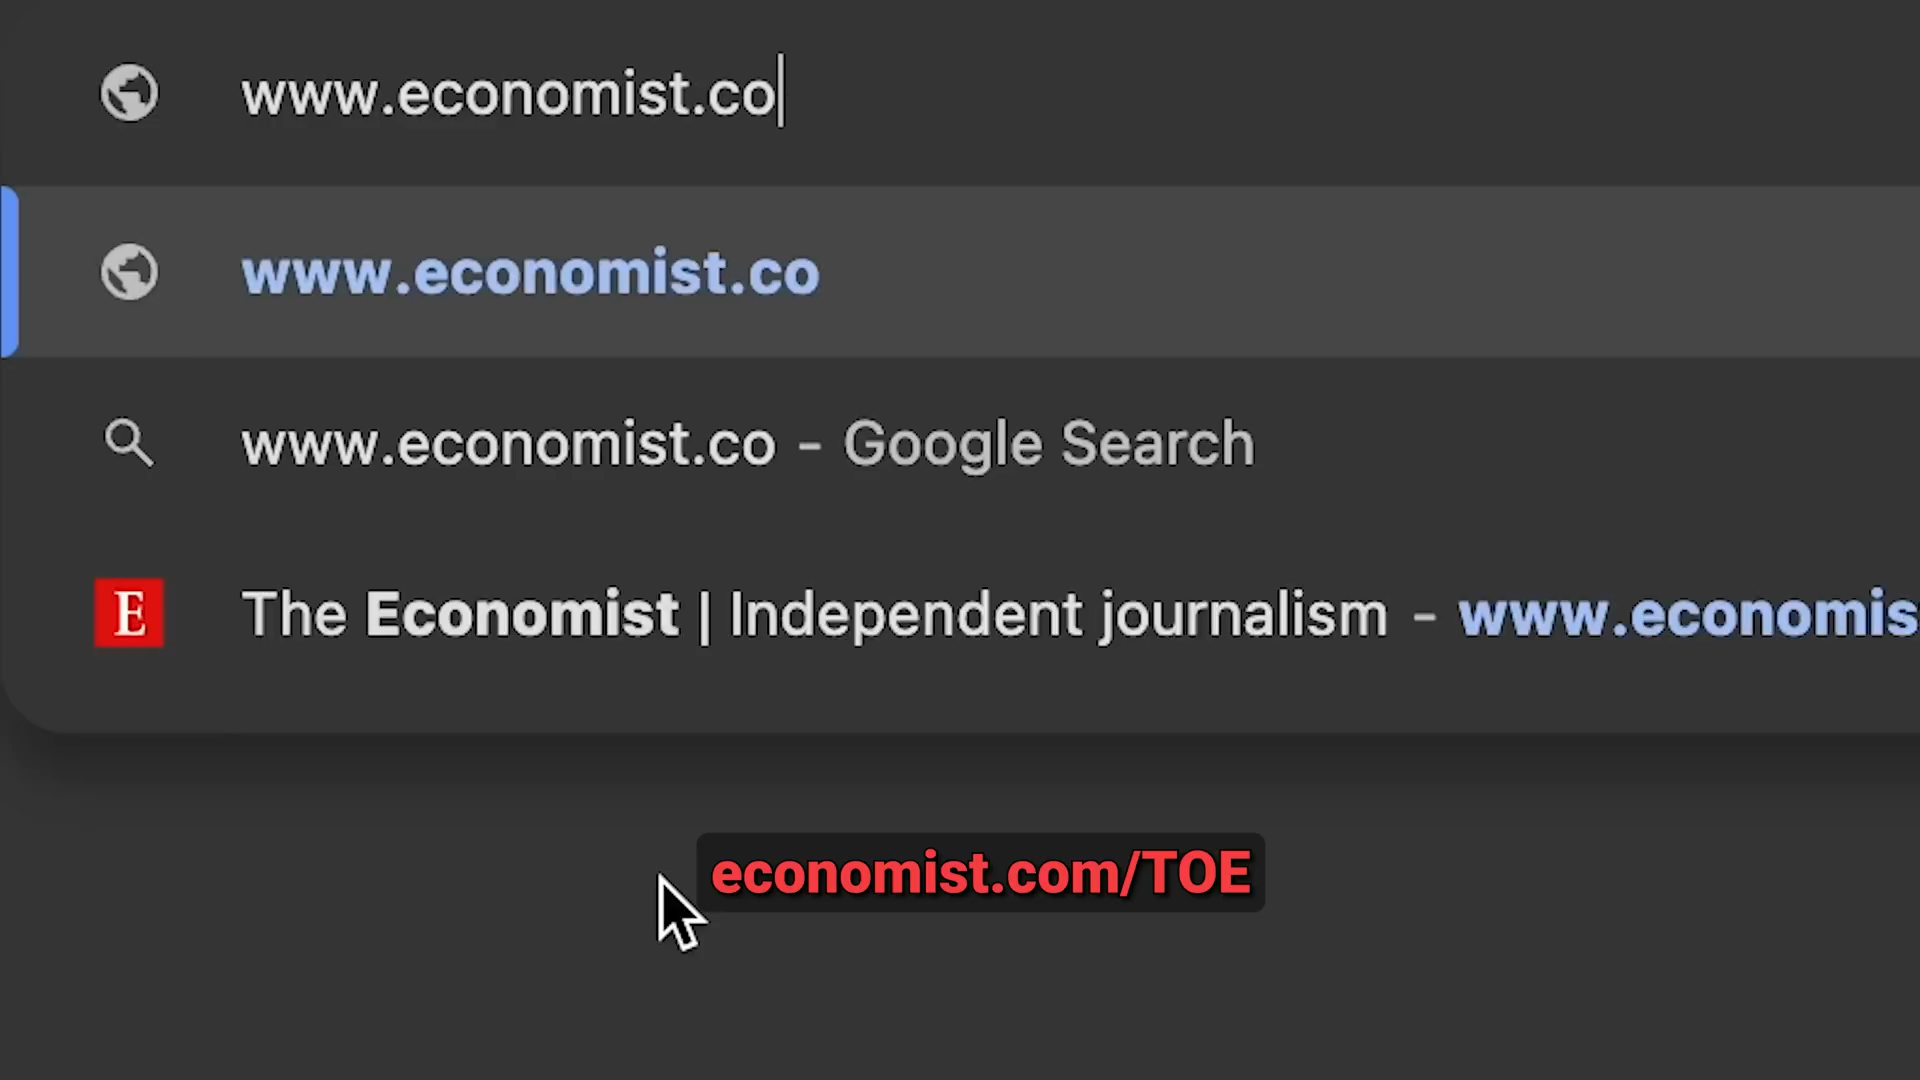 www.economist.co
www.economist.co
www.economist.co - Google Search
E The Economist | Independent journalism - www.economis
economist.com/TOE